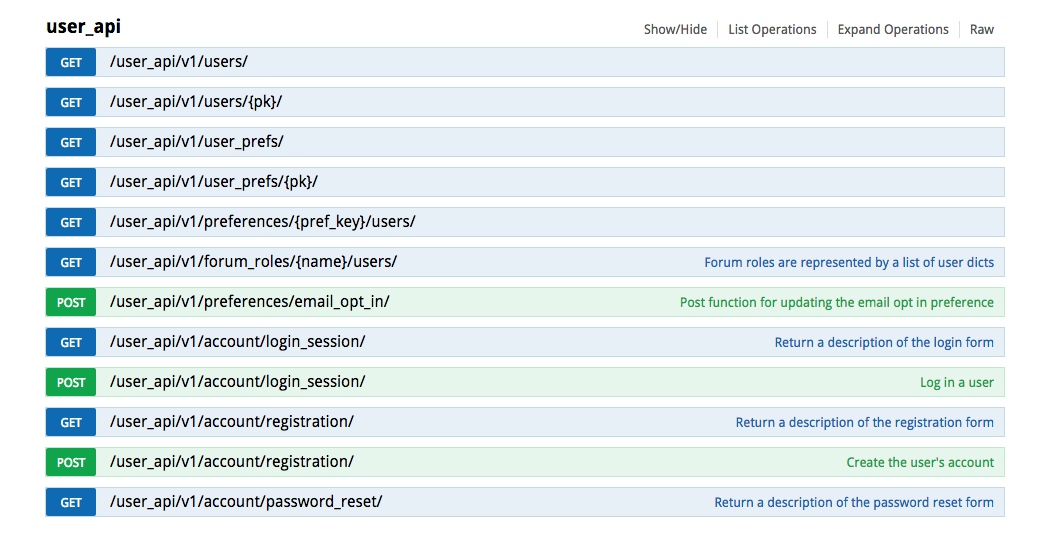 user_api Show/Hide List Operations Expand Operations Raw
GET /user_api/v1/users/
GET /user_api/v1/users/{pk}/
GET /user_api/v1/user_prefs/
GET /user_api/v1/user_prefs/{pk}/
GET /user_api/v1/preferences/{pref_key}/users/
GET /user_api/v1/forum_roles/{name}/users/ Forum roles are represented by a list of user dicts
POST /user_api/v1/preferences/email_opt_in/ Post function for updating the email opt in preference
GET /user_api/v1/account/login_session/ Return a description of the login form
POST /user_api/v1/account/login_session/ Log in a user
GET /user_api/v1/account/registration/ Return a description of the registration form
POST /user_api/v1/account/registration/ Create the user's account
GET /user_api/v1/account/password_reset/ Return a description of the password reset form